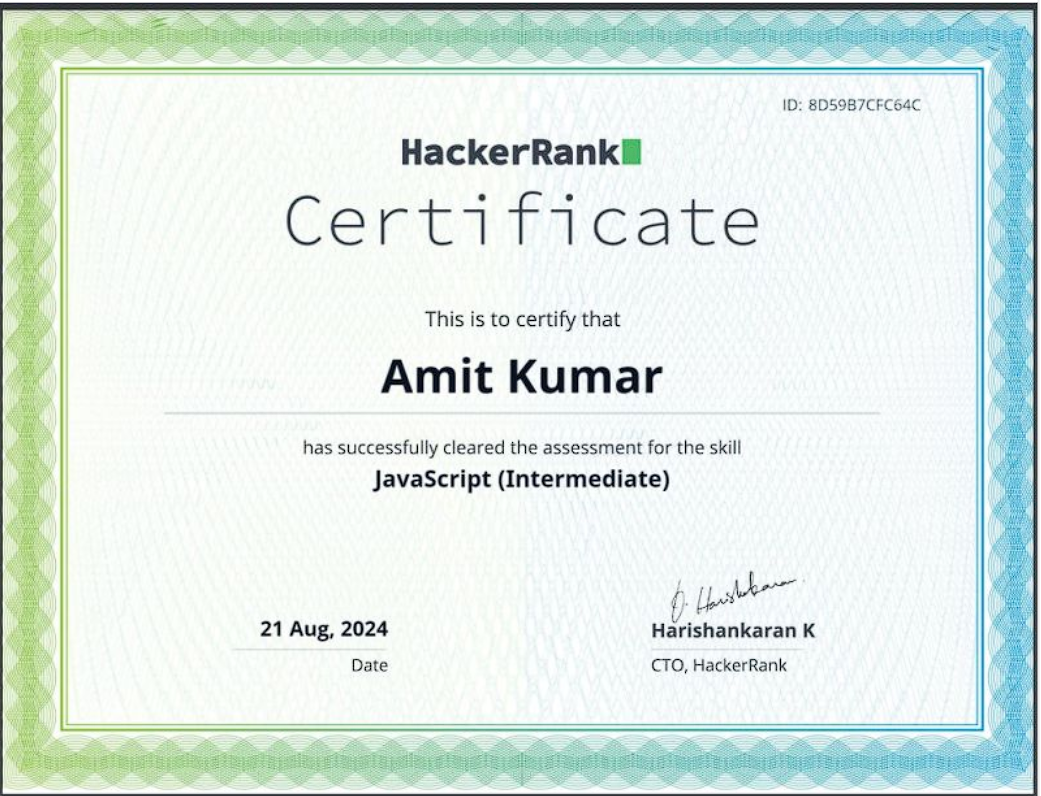 ID: 8D59B7CFC64C
HackerRank
Certificate
This is to certify that
Amit Kumar
has successfully cleared the assessment for the skill
JavaScript (Intermediate)
21 Aug, 2024
Date
Harishankaran K
CTO, HackerRank